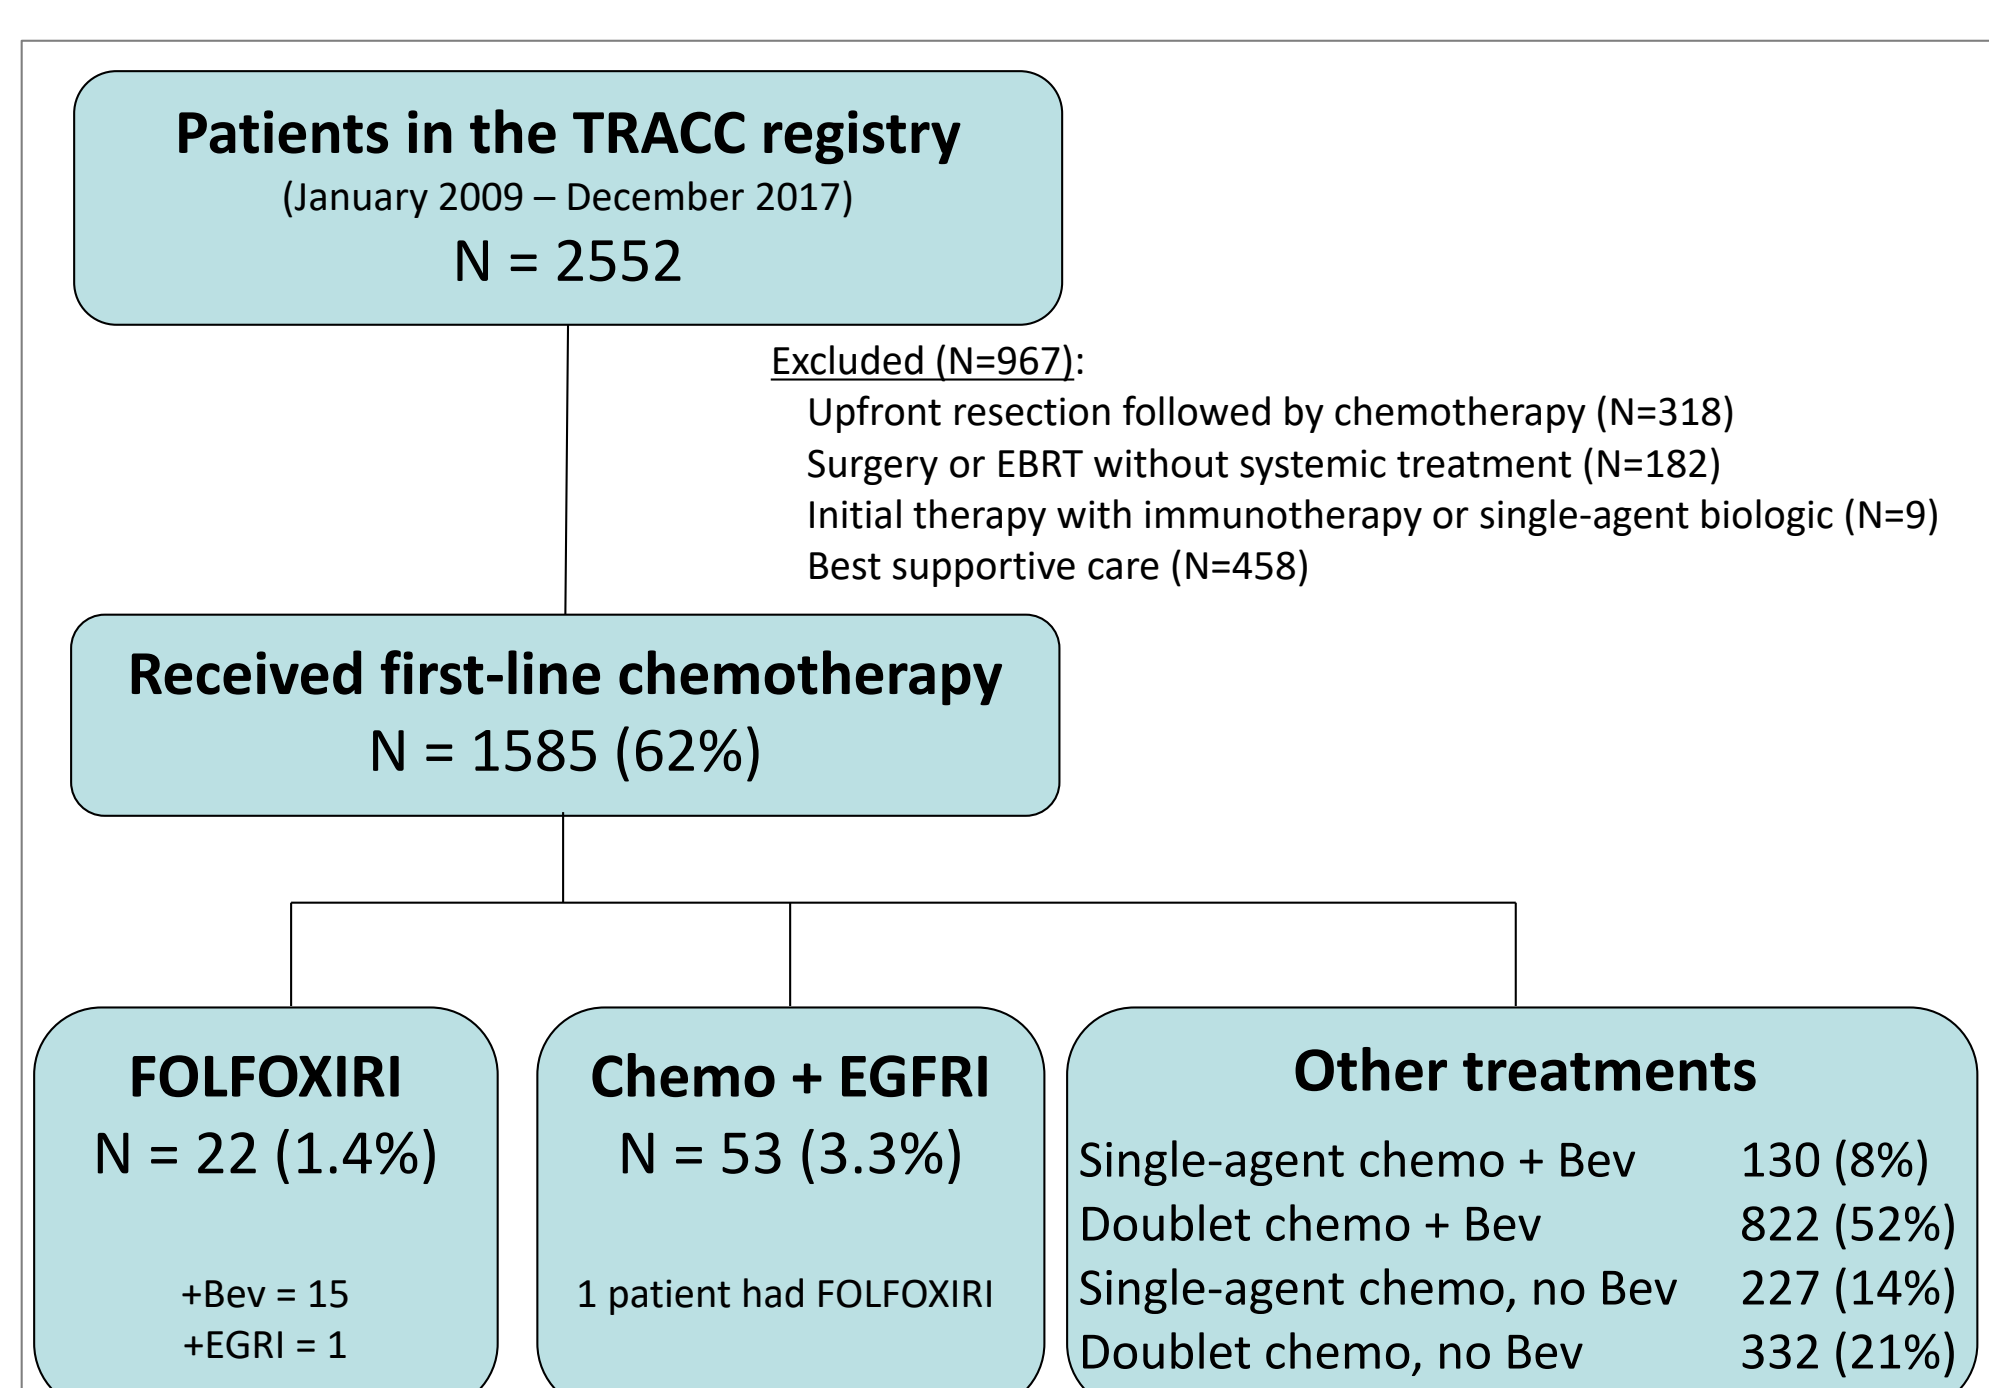 Patients in the TRACC registry
(January 2009 – December 2017)
N = 2552
Excluded (N=967):
Upfront resection followed by chemotherapy (N=318)
Surgery or EBRT without systemic treatment (N=182)
Initial therapy with immunotherapy or single-agent biologic (N=9)
Best supportive care (N=458)
Received first-line chemotherapy
N = 1585 (62%)
FOLFOXIRI
N = 22 (1.4%)
+Bev = 15
+EGRI = 1
Chemo + EGFRI
N = 53 (3.3%)
1 patient had FOLFOXIRI
Other treatments
Single-agent chemo + Bev 130 (8%)
Doublet chemo + Bev 822 (52%)
Single-agent chemo, no Bev 227 (14%)
Doublet chemo, no Bev 332 (21%)